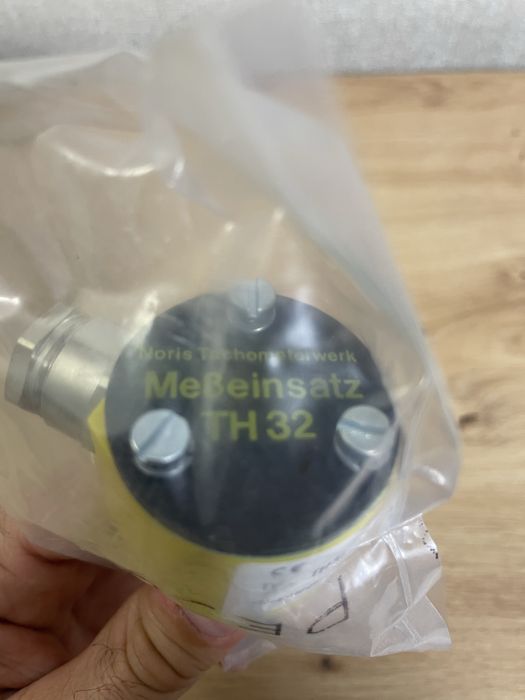 Noris Tachometerwerk
Meßeinsatz
TH 32